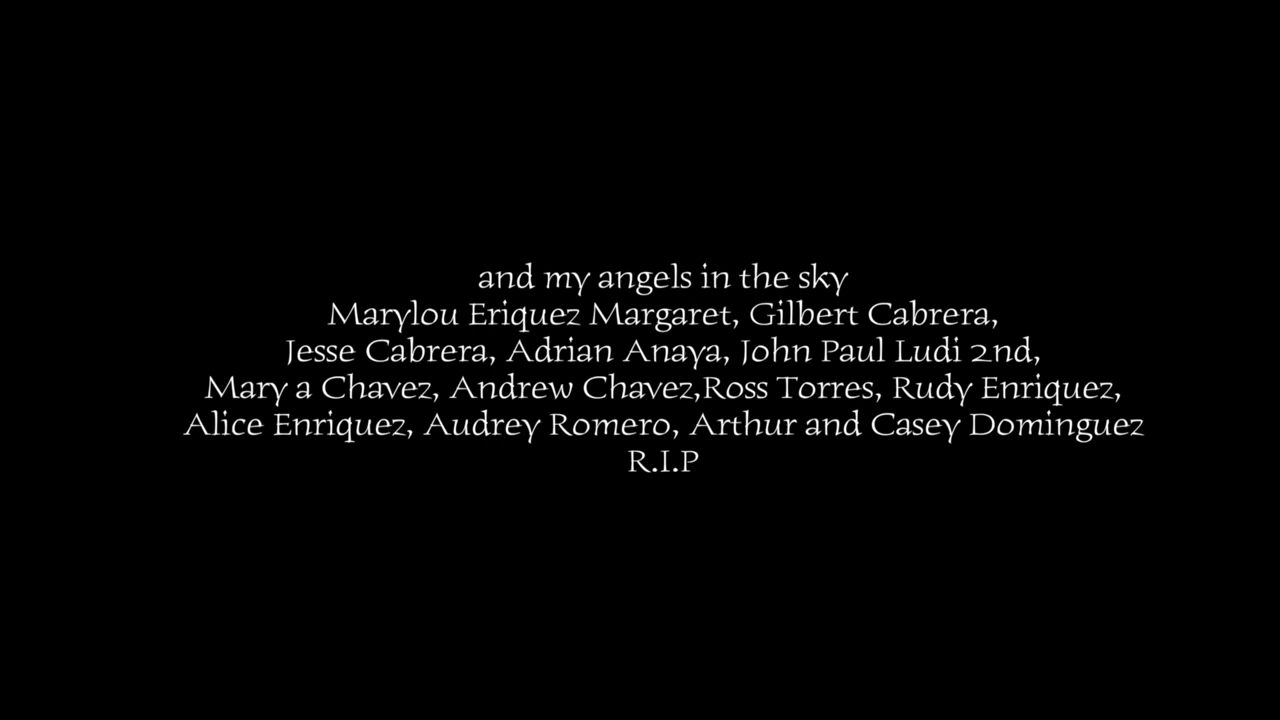 and my angels in the sky
Marylou Eriquez Margaret, Gilbert Cabrera,
Jesse Cabrera, Adrian Anaya, John Paul Ludi 2nd,
Mary a Chavez, Andrew Chavez,Ross Torres, Rudy Enriquez,
Alice Enriquez, Audrey Romero, Arthur and Casey Dominguez
R.I.P